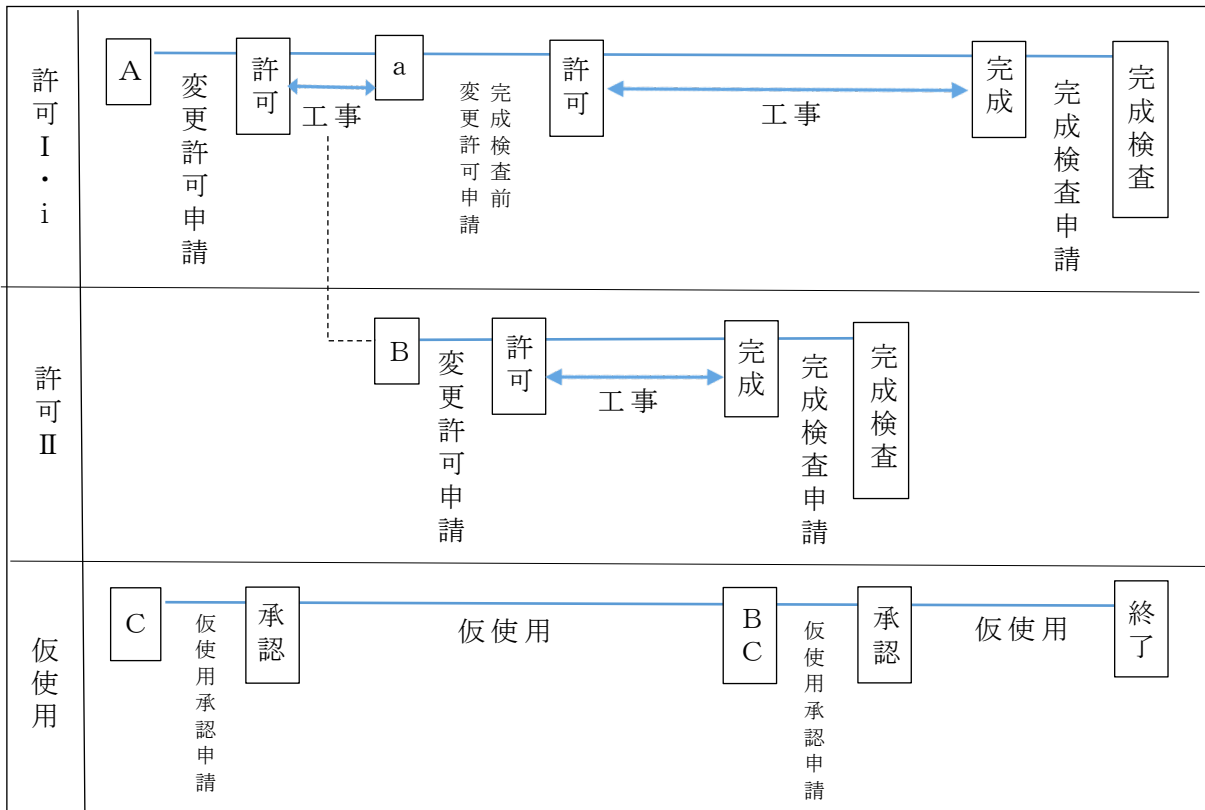 許可Ⅰ・ⅰ
A
変更許可申請
許可
工事
a
完成検査前
変更許可申請
許可
工事
完成
完成検査申請
完成検査
許可Ⅱ
B
変更許可申請
許可
工事
完成
完成検査申請
完成検査
仮使用
C
仮使用承認申請
承認
仮使用
B
C
仮使用承認申請
承認
仮使用
終了